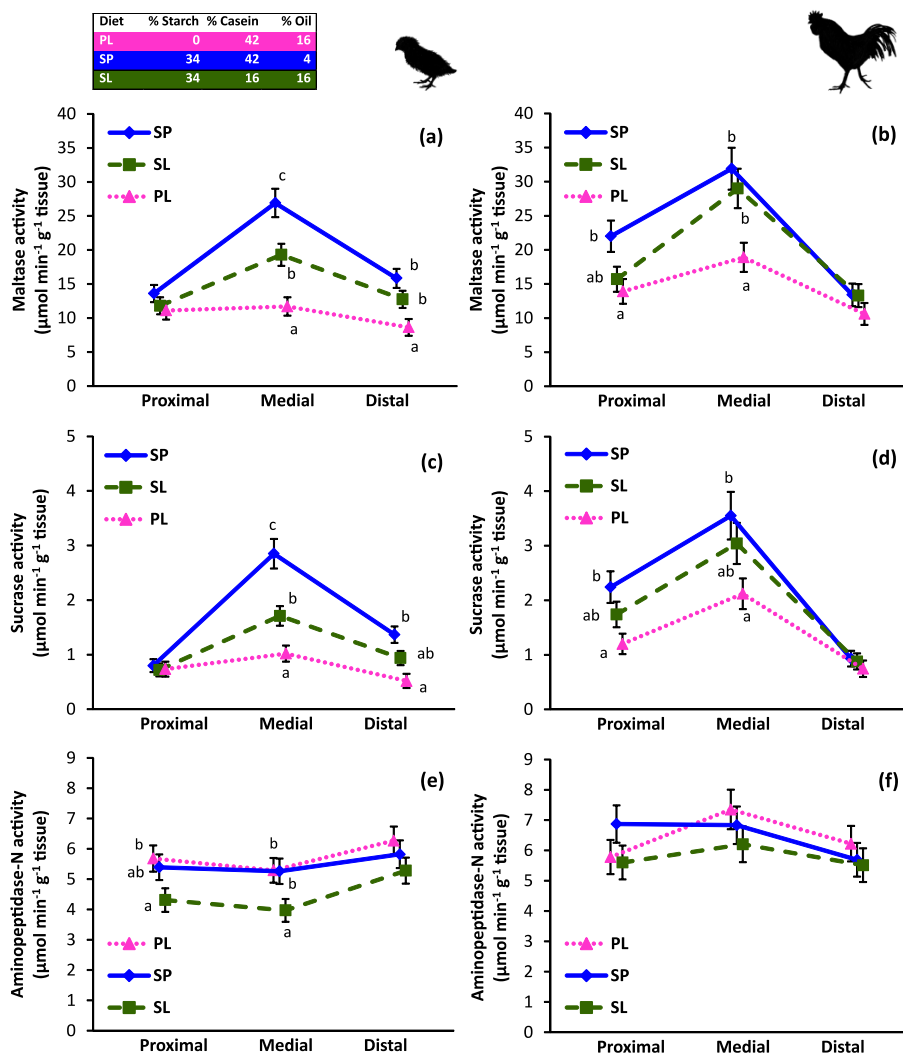 Diet % Starch % Casein % Oil
PL 0 42 16
SP 34 42 4
SL 34 16 16
(a)
SP
SL
PL
Maltase activity
(µmol min⁻¹ g⁻¹ tissue)
40
35
30
25
20
15
10
5
0
c
b
a
b
b
a
Proximal Medial Distal
(b)
SP
SL
PL
Maltase activity
(µmol min⁻¹ g⁻¹ tissue)
40
35
30
25
20
15
10
5
0
b
ab
a
b
b
a
Proximal Medial Distal
(c)
SP
SL
PL
Sucrase activity
(µmol min⁻¹ g⁻¹ tissue)
5
4
3
2
1
0
c
b
a
b
ab
a
Proximal Medial Distal
(d)
SP
SL
PL
Sucrase activity
(µmol min⁻¹ g⁻¹ tissue)
5
4
3
2
1
0
b
ab
a
b
ab
a
Proximal Medial Distal
(e)
Aminopeptidase-N activity
(µmol min⁻¹ g⁻¹ tissue)
9
8
7
6
5
4
3
2
1
0
b
ab
a
b
b
a
PL
SP
SL
Proximal Medial Distal
(f)
Aminopeptidase-N activity
(µmol min⁻¹ g⁻¹ tissue)
9
8
7
6
5
4
3
2
1
0
PL
SP
SL
Proximal Medial Distal